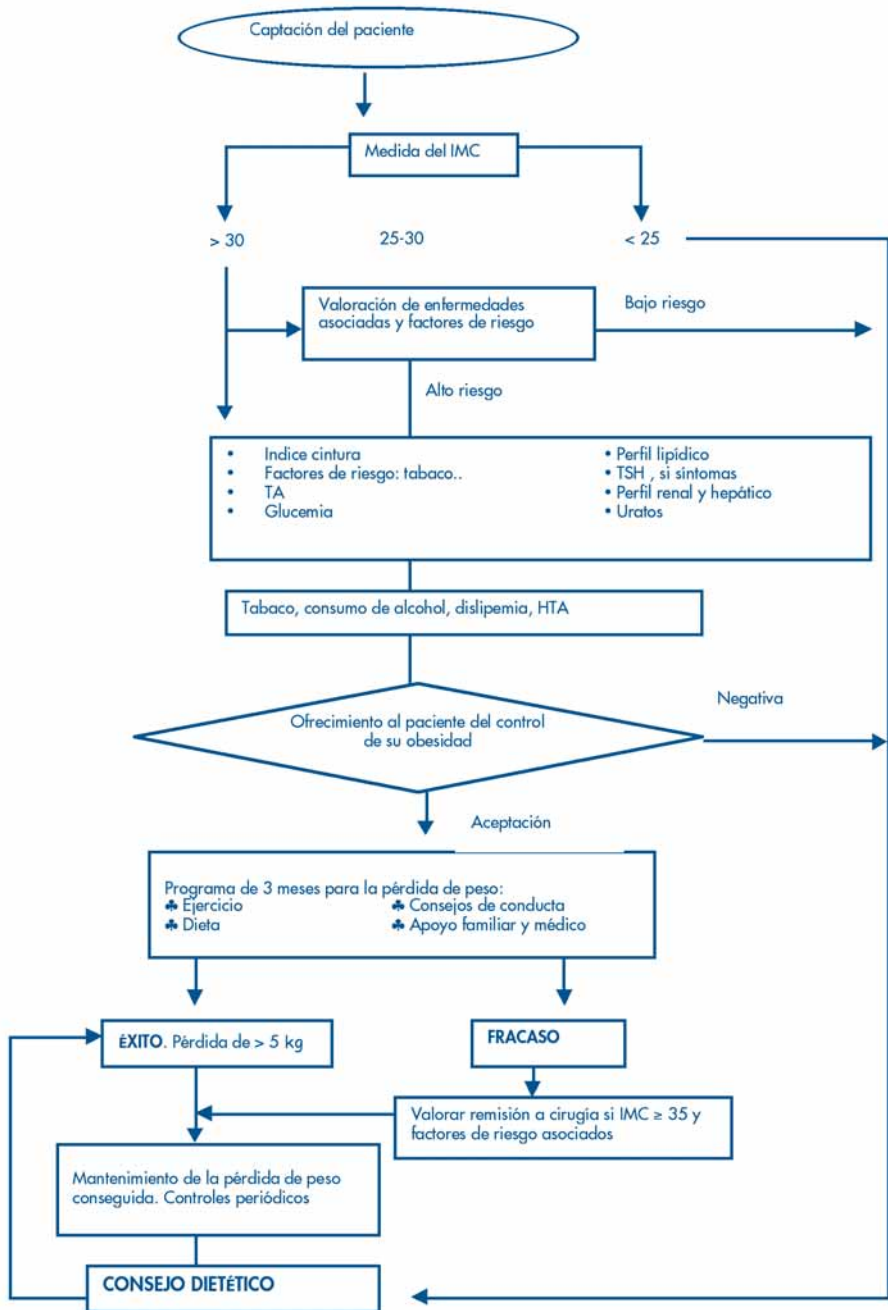 Captación del paciente
Medida del IMC
> 30
25-30
< 25
Valoración de enfermedades
asociadas y factores de riesgo
Bajo riesgo
Alto riesgo
• Indice cintura
• Factores de riesgo: tabaco..
• TA
• Glucemia
• Perfil lipídico
• TSH , si síntomas
• Perfil renal y hepático
• Uratos
Tabaco, consumo de alcohol, dislipemia, HTA
Ofrecimiento al paciente del control
de su obesidad
Negativa
Aceptación
Programa de 3 meses para la pérdida de peso:
♣ Ejercicio
♣ Dieta
♣ Consejos de conducta
♣ Apoyo familiar y médico
ÉXITO. Pérdida de > 5 kg
FRACASO
Valorar remisión a cirugía si IMC ≥ 35 y
factores de riesgo asociados
Mantenimiento de la pérdida de peso
conseguida. Controles periódicos
CONSEJO DIETÉTICO